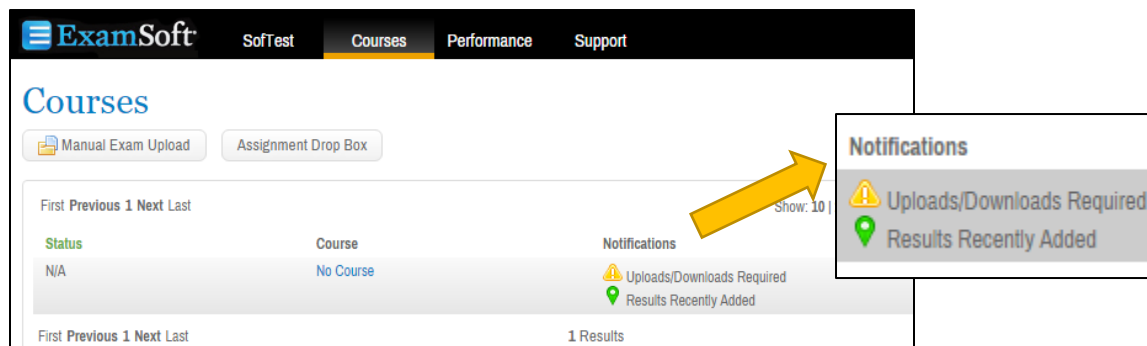 ExamSoft SofTest Courses Performance Support
Courses
Manual Exam Upload Assignment Drop Box
First Previous 1 Next Last Show: 10 |
Status Course Notifications
N/A No Course Uploads/Downloads Required
Results Recently Added
First Previous 1 Next Last 1 Results
Notifications
Uploads/Downloads Required
Results Recently Added